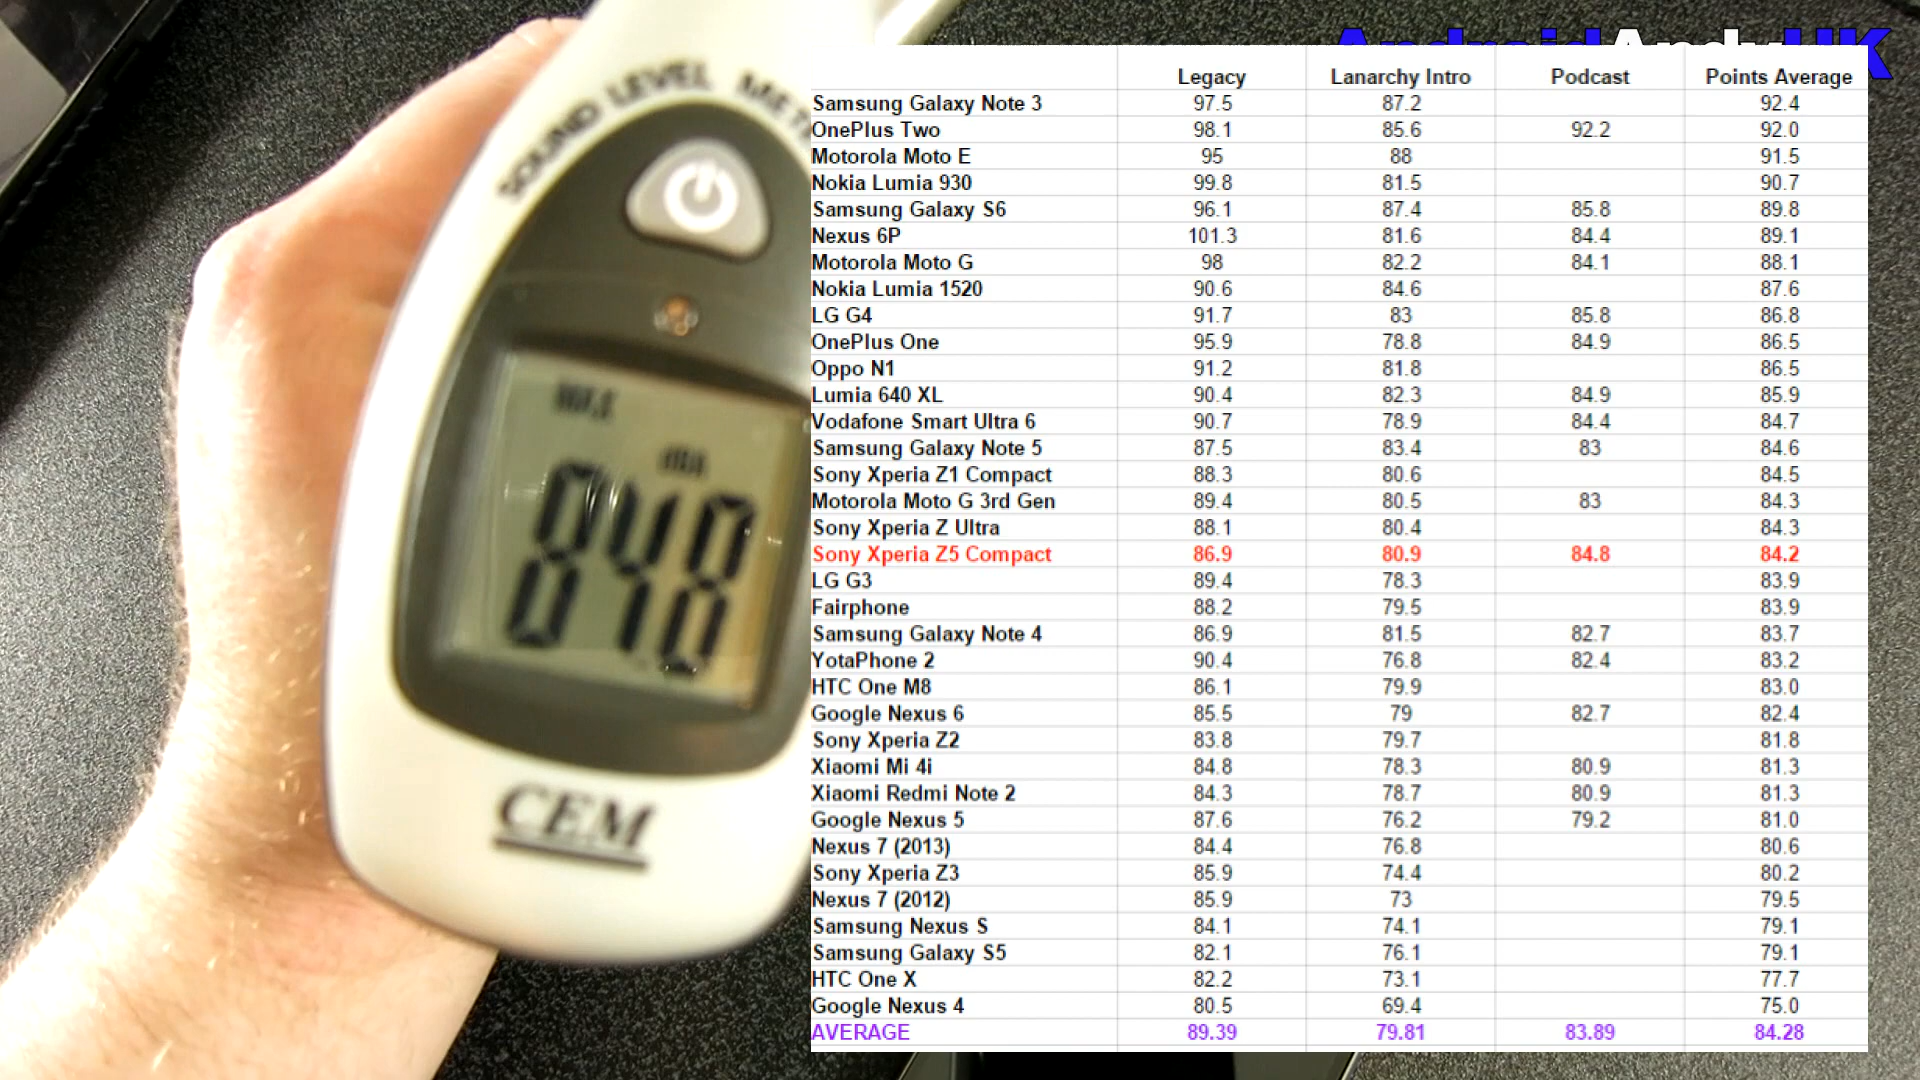 AndroidAndyUK
SOUND LEVEL METE
MAX
dBA
84.0
CEM
Legacy Lanarchy Intro Podcast Points Average
Samsung Galaxy Note 3 97.5 87.2 92.4
OnePlus Two 98.1 85.6 92.2 92.0
Motorola Moto E 95 88 91.5
Nokia Lumia 930 99.8 81.5 90.7
Samsung Galaxy S6 96.1 87.4 85.8 89.8
Nexus 6P 101.3 81.6 84.4 89.1
Motorola Moto G 98 82.2 84.1 88.1
Nokia Lumia 1520 90.6 84.6 87.6
LG G4 91.7 83 85.8 86.8
OnePlus One 95.9 78.8 84.9 86.5
Oppo N1 91.2 81.8 86.5
Lumia 640 XL 90.4 82.3 84.9 85.9
Vodafone Smart Ultra 6 90.7 78.9 84.4 84.7
Samsung Galaxy Note 5 87.5 83.4 83 84.6
Sony Xperia Z1 Compact 88.3 80.6 84.5
Motorola Moto G 3rd Gen 89.4 80.5 83 84.3
Sony Xperia Z Ultra 88.1 80.4 84.3
Sony Xperia Z5 Compact 86.9 80.9 84.8 84.2
LG G3 89.4 78.3 83.9
Fairphone 88.2 79.5 83.9
Samsung Galaxy Note 4 86.9 81.5 82.7 83.7
YotaPhone 2 90.4 76.8 82.4 83.2
HTC One M8 86.1 79.9 83.0
Google Nexus 6 85.5 79 82.7 82.4
Sony Xperia Z2 83.8 79.7 81.8
Xiaomi Mi 4i 84.8 78.3 80.9 81.3
Xiaomi Redmi Note 2 84.3 78.7 80.9 81.3
Google Nexus 5 87.6 76.2 79.2 81.0
Nexus 7 (2013) 84.4 76.8 80.6
Sony Xperia Z3 85.9 74.4 80.2
Nexus 7 (2012) 85.9 73 79.5
Samsung Nexus S 84.1 74.1 79.1
Samsung Galaxy S5 82.1 76.1 79.1
HTC One X 82.2 73.1 77.7
Google Nexus 4 80.5 69.4 75.0
AVERAGE 89.39 79.81 83.89 84.28